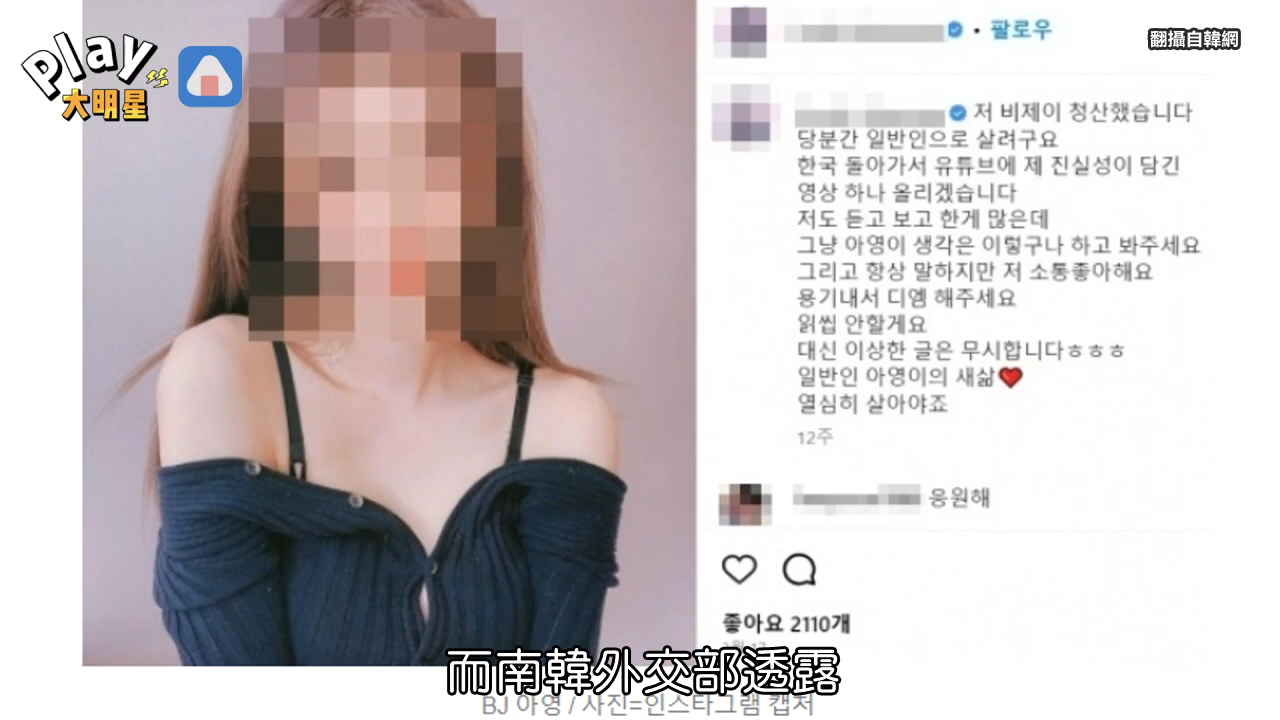 Play
大明星
翻攝自韓網
• 팔로우
저 비제이 청산했습니다
당분간 일반인으로 살려구요
한국 돌아가서 유튜브에 제 진실성이 담긴
영상 하나 올리겠습니다
저도 듣고 보고 한게 많은데
그냥 아영이 생각은 이렇구나 하고 봐주세요
그리고 항상 말하지만 저 소통좋아해요
용기내서 디엠 해주세요
읽씹 안할게요
대신 이상한 글은 무시합니다ㅎㅎㅎ
일반인 아영이의 새삶❤️
열심히 살아야죠
12주
응원해
좋아요 2110개
而南韓外交部透露
BJ 아영 / 사진=인스타그램 캡처